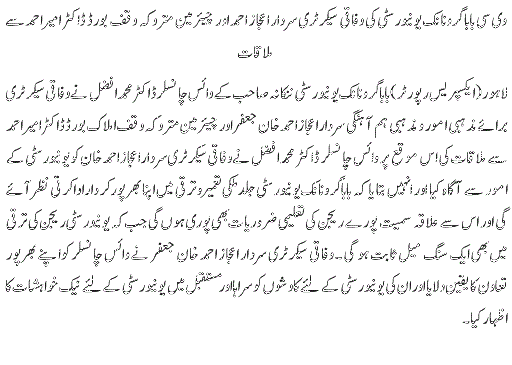 وی سی بابا گرونانک یونیورسٹی کی وفاقی سیکرٹری سردار اعجاز احمد اور چیئرمین متروکہ وقف بورڈ ڈاکٹر امیر احمد سے
ملاقات
لاہور (ایکسپریس رپورٹر) بابا گرونانک یونیورسٹی ننکانہ صاحب کے وائس چانسلر ڈاکٹر محمد افضل نے وفاقی سیکرٹری
برائے مذہبی امور و مذہبی ہم آہنگی سردار اعجاز احمد خان جعفر اور چیئرمین متروکہ وقف املاک بورڈ ڈاکٹر امیر احمد
سے ملاقات کی اس موقع پر وائس چانسلر ڈاکٹر محمد افضل نے وفاقی سیکرٹری سردار اعجاز احمد خان کو یونیورسٹی کے
امور سے آگاہ کیا اور انہیں بتایا کہ بابا گرونانک یونیورسٹی جلد ملکی تعمیر و ترقی میں اپنا بھرپور کردار ادا کرتی نظر آئے
گی اور اس سے علاقہ سمیت پورے ریجن کی تعلیمی ضروریات بھی پوری ہوں گی جب کہ یونیورسٹی ریجن کی ترقی
میں بھی ایک سنگ میل ثابت ہو گی۔۔ وفاقی سیکرٹری سردار اعجاز احمد خان جعفر نے وائس چانسلر کو اپنے بھرپور
تعاون کا یقین دلایا اور ان کی یونیورسٹی کے لئے کاوشوں کو سراہا اور مستقبل میں یونیورسٹی کے لئے نیک خواہشات کا
اظہار کیا۔۔